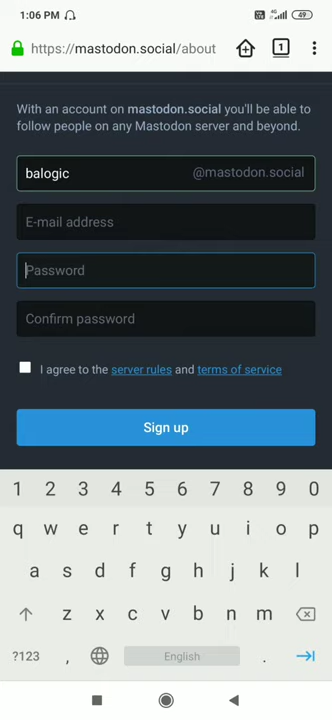 1:06 PM 4G 49
https://mastodon.social/about 1
With an account on mastodon.social you'll be able to
follow people on any Mastodon server and beyond.
balogic @mastodon.social
E-mail address
Password
Confirm password
I agree to the server rules and terms of service
Sign up
1 2 3 4 5 6 7 8 9 0
q w e r t y u i o p
a s d f g h j k l
z x c v b n m
?123 , English .